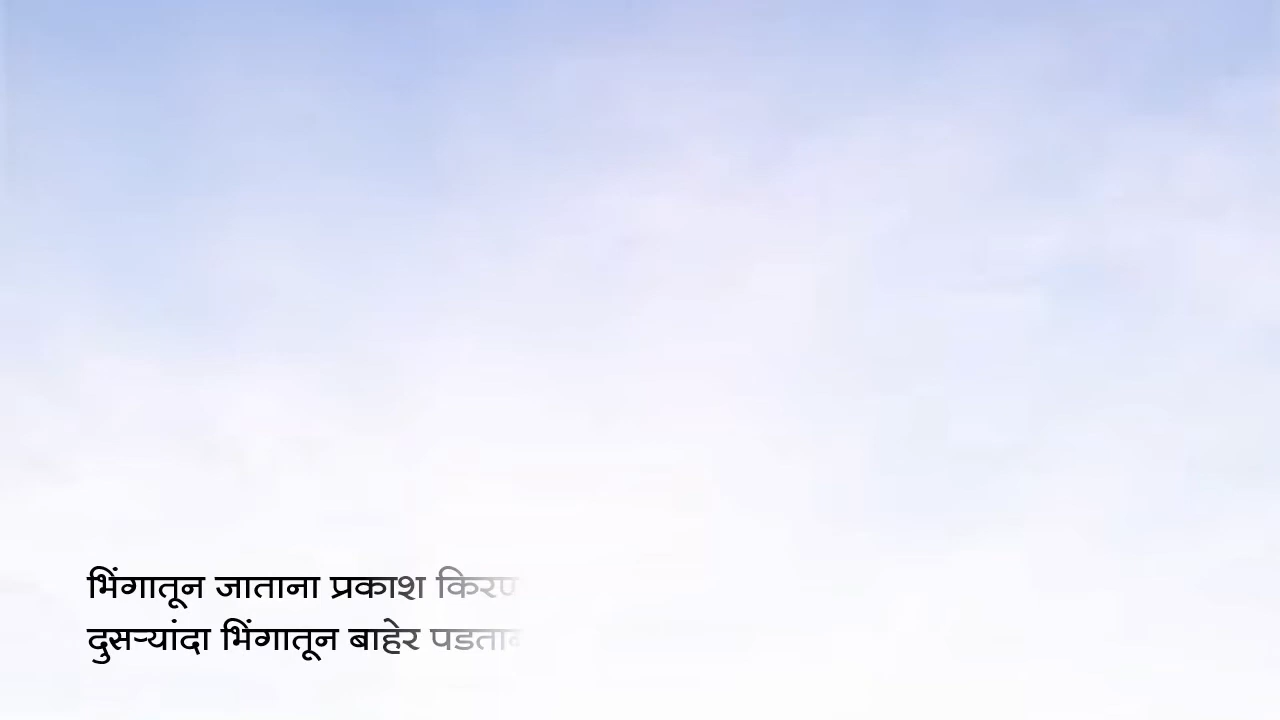 भिंगातून जाताना प्रकाश
दुसऱ्यांदा भिंगातून बाहेर